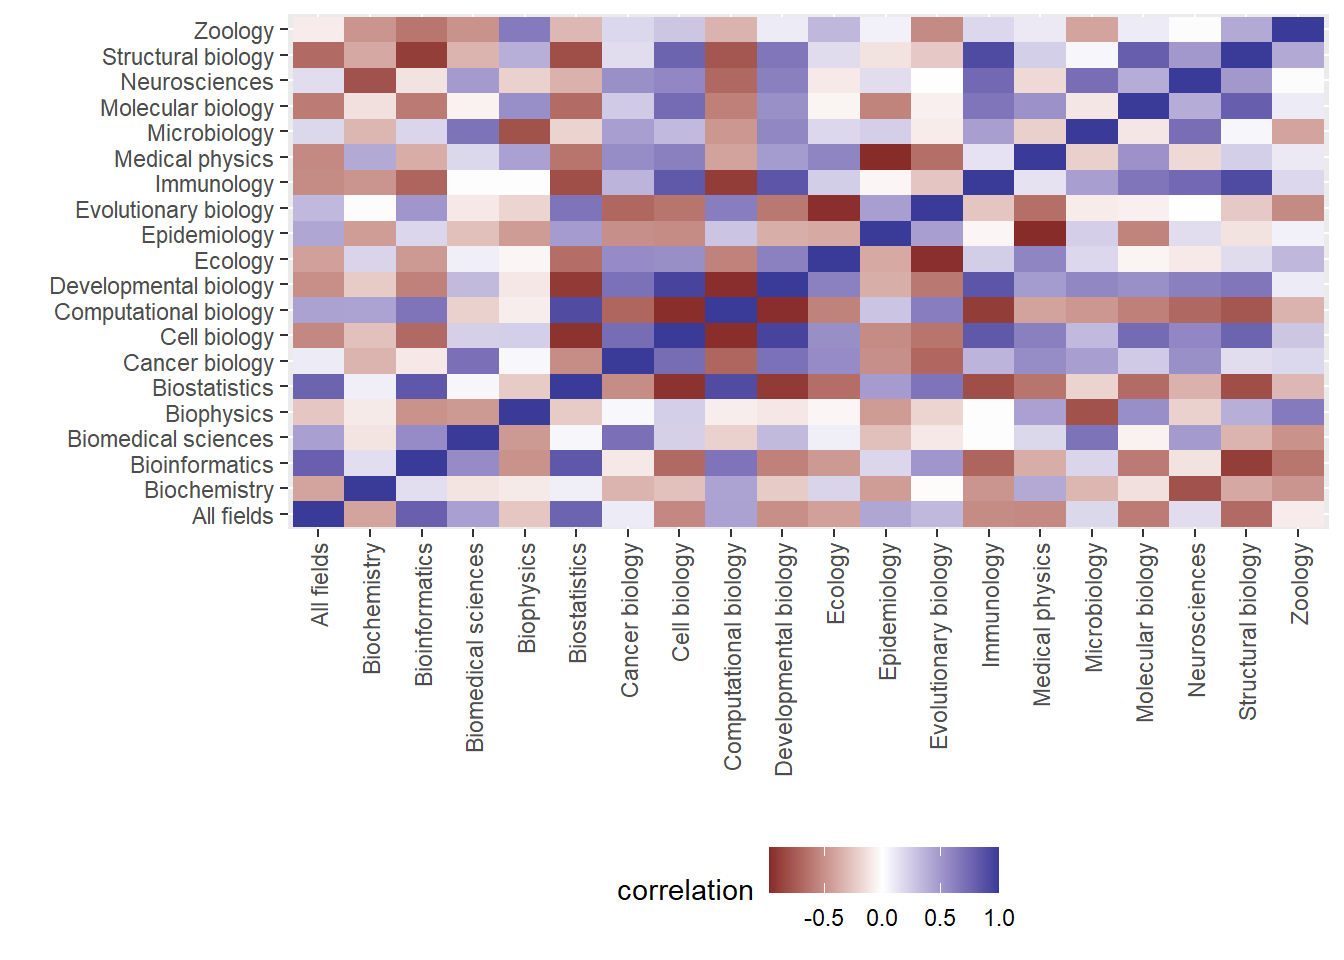 Zoology
Structural biology
Neurosciences
Molecular biology
Microbiology
Medical physics
Immunology
Evolutionary biology
Epidemiology
Ecology
Developmental biology
Computational biology
Cell biology
Cancer biology
Biostatistics
Biophysics
Biomedical sciences
Bioinformatics
Biochemistry
All fields
All fields
Biochemistry
Bioinformatics
Biomedical sciences
Biophysics
Biostatistics
Cancer biology
Cell biology
Computational biology
Developmental biology
Ecology
Epidemiology
Evolutionary biology
Immunology
Medical physics
Microbiology
Molecular biology
Neurosciences
Structural biology
Zoology
correlation
-0.5 0.0 0.5 1.0